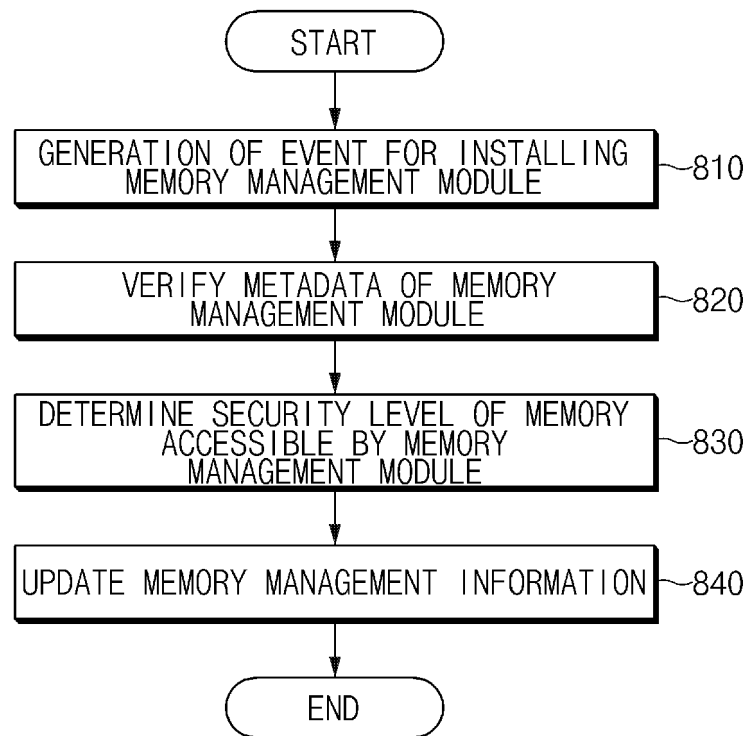 START
GENERATION OF EVENT FOR INSTALLING
MEMORY MANAGEMENT MODULE
810
VERIFY METADATA OF MEMORY
MANAGEMENT MODULE
820
DETERMINE SECURITY LEVEL OF MEMORY
ACCESSIBLE BY MEMORY
MANAGEMENT MODULE
830
UPDATE MEMORY MANAGEMENT INFORMATION
840
END